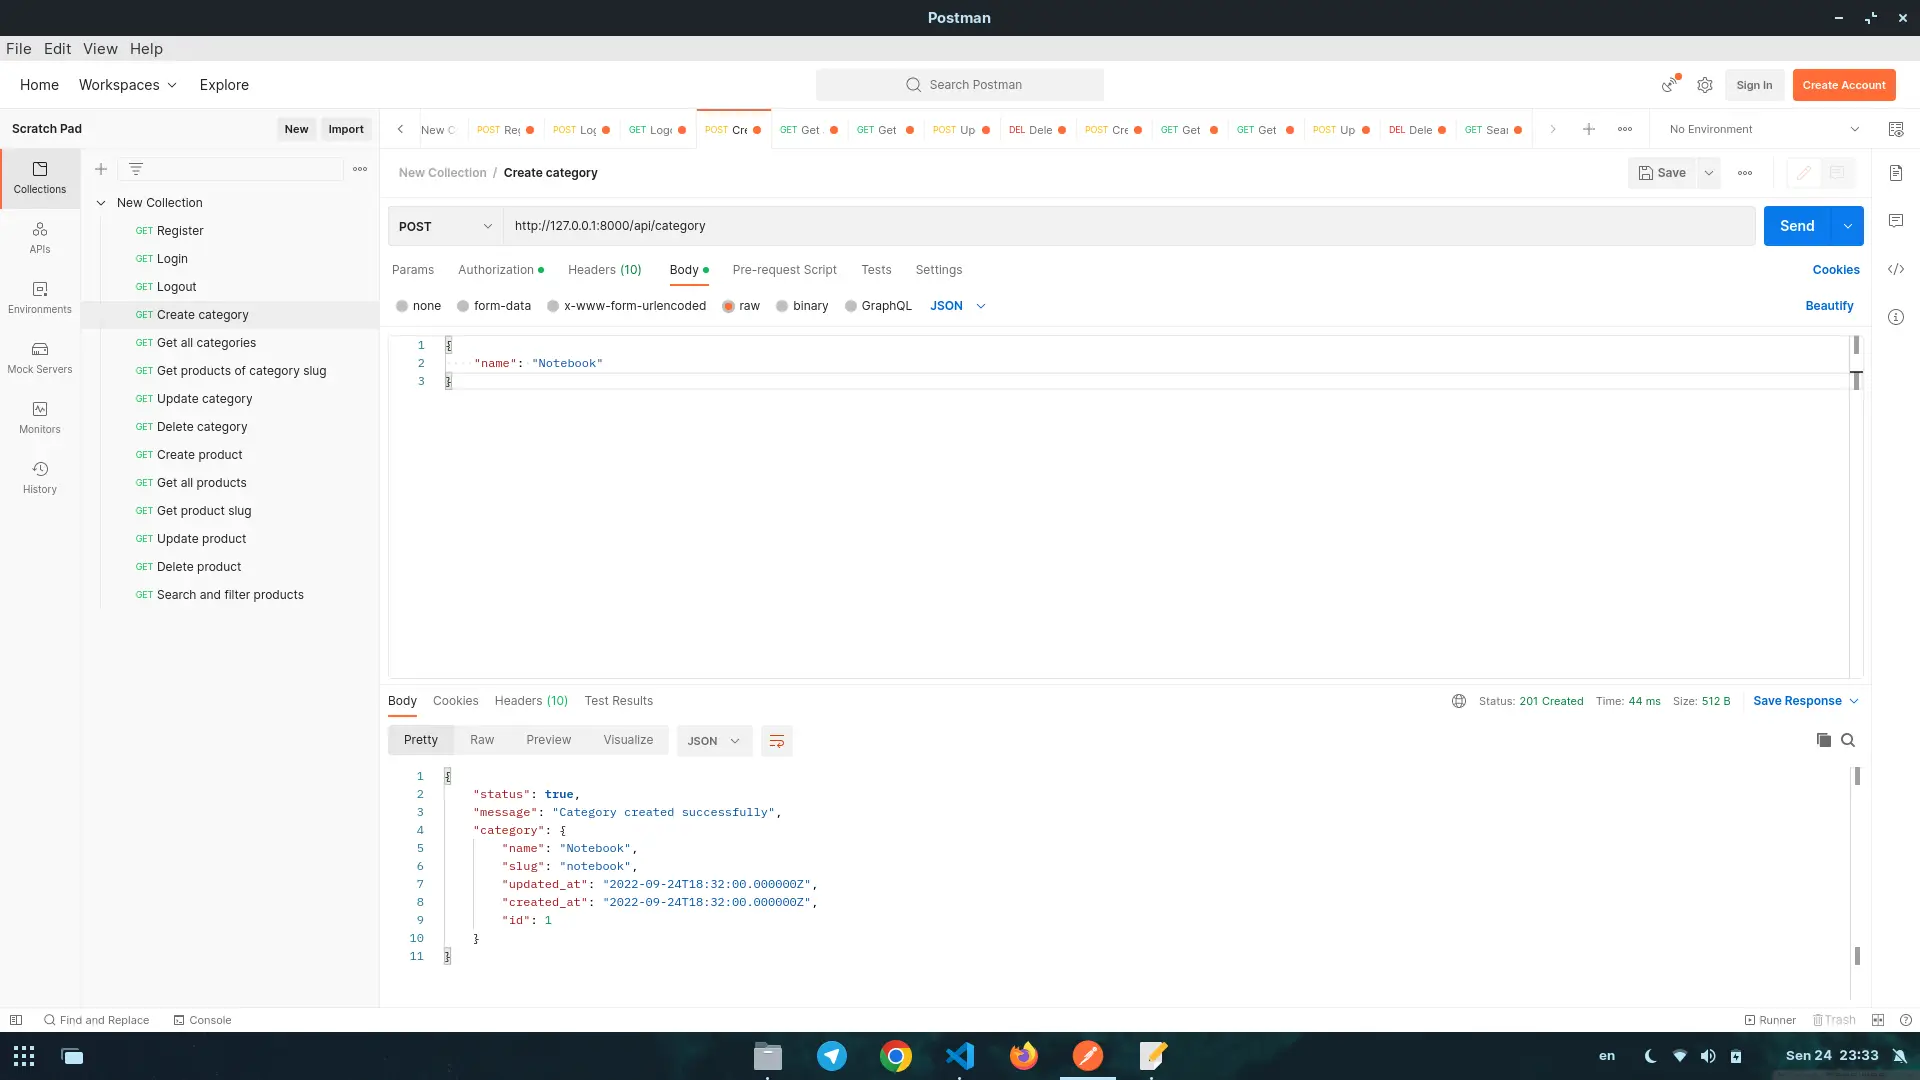 Postman
File Edit View Help
Home Workspaces Explore
Search Postman
Sign In
Create Account
Scratch Pad
New
Import
New C
POST Reg
POST Log
GET Logo
POST Cre
GET Get
GET Get
POST Up
DEL Dele
POST Cre
GET Get
GET Get
POST Up
DEL Dele
GET Sear
No Environment
Collections
APIs
Environments
Mock Servers
Monitors
History
New Collection
GET Register
GET Login
GET Logout
GET Create category
GET Get all categories
GET Get products of category slug
GET Update category
GET Delete category
GET Create product
GET Get all products
GET Get product slug
GET Update product
GET Delete product
GET Search and filter products
New Collection / Create category
Save
POST
http://127.0.0.1:8000/api/category
Send
Params Authorization Headers (10) Body Pre-request Script Tests Settings
Cookies
none form-data x-www-form-urlencoded raw binary GraphQL JSON
Beautify
1 {
2 "name": "Notebook"
3 }
Body Cookies Headers (10) Test Results
Status: 201 Created Time: 44 ms Size: 512 B
Save Response
Pretty Raw Preview Visualize JSON
1 {
2 "status": true,
3 "message": "Category created successfully",
4 "category": {
5 "name": "Notebook",
6 "slug": "notebook",
7 "updated_at": "2022-09-24T18:32:00.000000Z",
8 "created_at": "2022-09-24T18:32:00.000000Z",
9 "id": 1
10 }
11 }
Find and Replace
Console
Runner
Trash
en
Sen 24 23:33